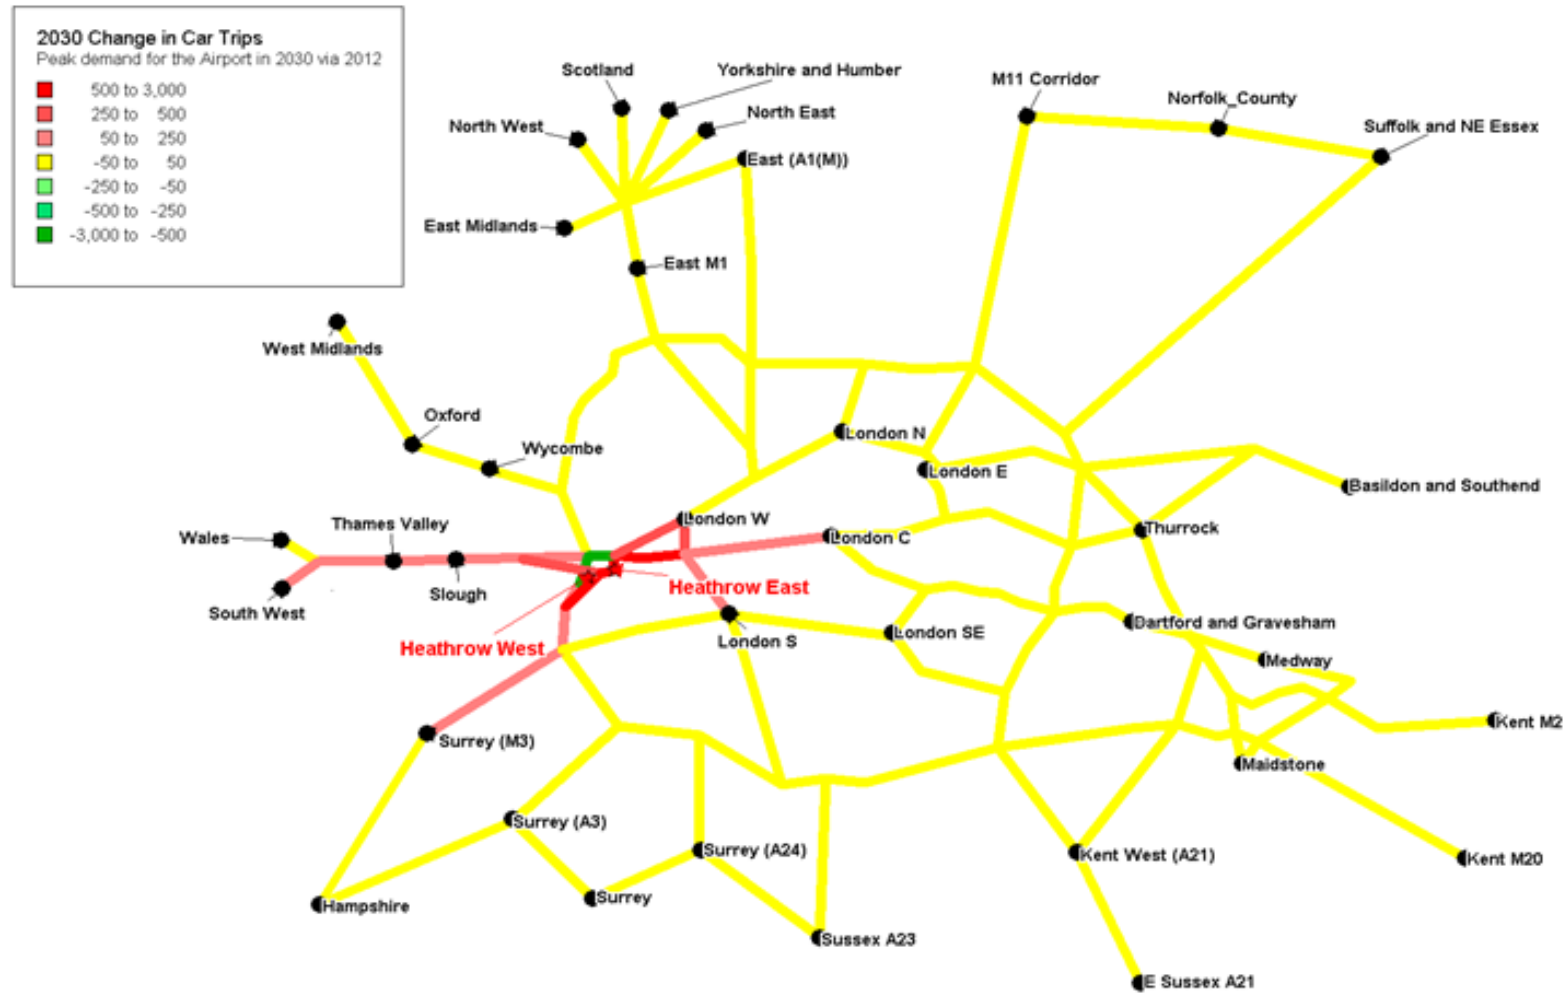 2030 Change in Car Trips
Peak demand for the Airport in 2030 via 2012
500 to 3,000
250 to 500
50 to 250
-50 to 50
-250 to -50
-500 to -250
-3,000 to -500
Scotland
Yorkshire and Humber
North West
North East
East (A1(M))
East Midlands
East M1
M11 Corridor
Norfolk_County
Suffolk and NE Essex
West Midlands
Oxford
Wycombe
London N
London E
Basildon and Southend
Wales
Thames Valley
London W
London C
Thurrock
South West
Slough
Heathrow East
Heathrow West
London S
London SE
Dartford and Gravesham
Medway
Surrey (M3)
Kent M2
Maidstone
Surrey (A3)
Surrey (A24)
Kent West (A21)
Kent M20
Hampshire
Surrey
Sussex A23
E Sussex A21